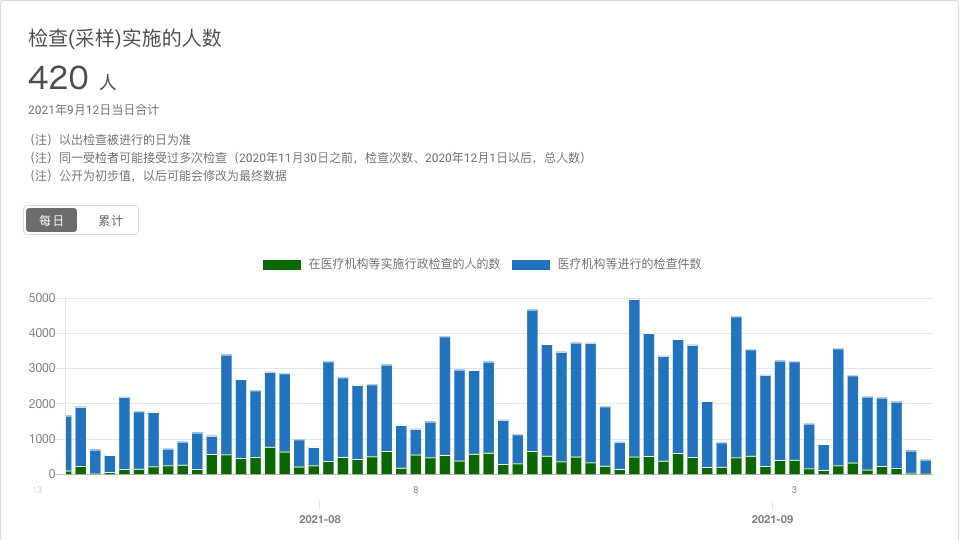 检查(采样)实施的人数
420 人
2021年9月12日当日合计
（注）以出检查被进行的日为准
（注）同一受检者可能接受过多次检查（2020年11月30日之前，检查次数、2020年12月1日以后，总人数）
（注）公开为初步值，以后可能会修改为最终数据
每日 累计
在医疗机构等实施行政检查的人的数 医疗机构等进行的检查件数
5000
4000
3000
2000
1000
0
13 8 3
2021-08 2021-09